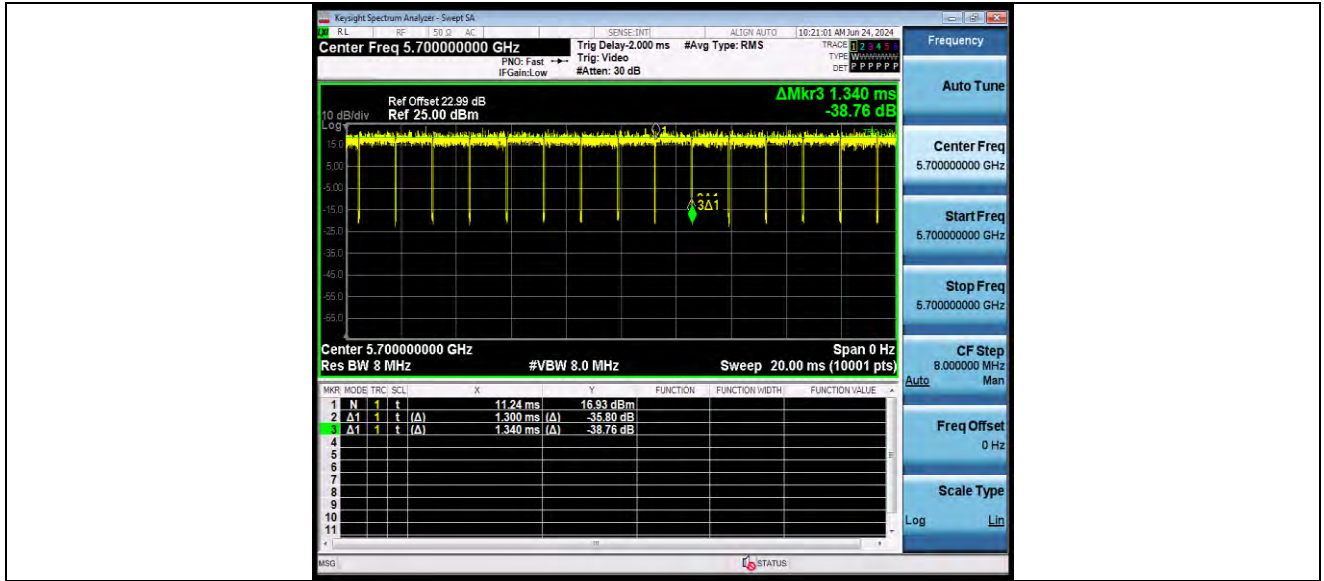 Keysight Spectrum Analyzer - Swept SA
RL RF 50 Ω AC SENSE:INT ALIGN AUTO 10:21:01 AM Jun 24, 2024
Center Freq 5.700000000 GHz
PNO: Fast
IFGain:Low
Trig Delay-2.000 ms
Trig: Video
#Atten: 30 dB
#Avg Type: RMS
TRACE 1 2 3 4 5 6
TYPE W
DET P P P P P P
Ref Offset 22.99 dB
10 dB/div Ref 25.00 dBm
Log
ΔMkr3 1.340 ms
-38.76 dB
15.0
5.00
-5.00
-15.0
-25.0
-35.0
-45.0
-55.0
-65.0
1
3Δ1
Center 5.700000000 GHz Span 0 Hz
Res BW 8 MHz #VBW 8.0 MHz Sweep 20.00 ms (10001 pts)
MKR MODE TRC SCL X Y FUNCTION FUNCTION WIDTH FUNCTION VALUE
1 N 1 t 11.24 ms 16.93 dBm
2 Δ1 1 t (Δ) 1.300 ms (Δ) -35.80 dB
3 Δ1 1 t (Δ) 1.340 ms (Δ) -38.76 dB
4
5
6
7
8
9
10
11
MSG STATUS
Frequency
Auto Tune
Center Freq
5.700000000 GHz
Start Freq
5.700000000 GHz
Stop Freq
5.700000000 GHz
CF Step
8.000000 MHz
Auto Man
Freq Offset
0 Hz
Scale Type
Log Lin